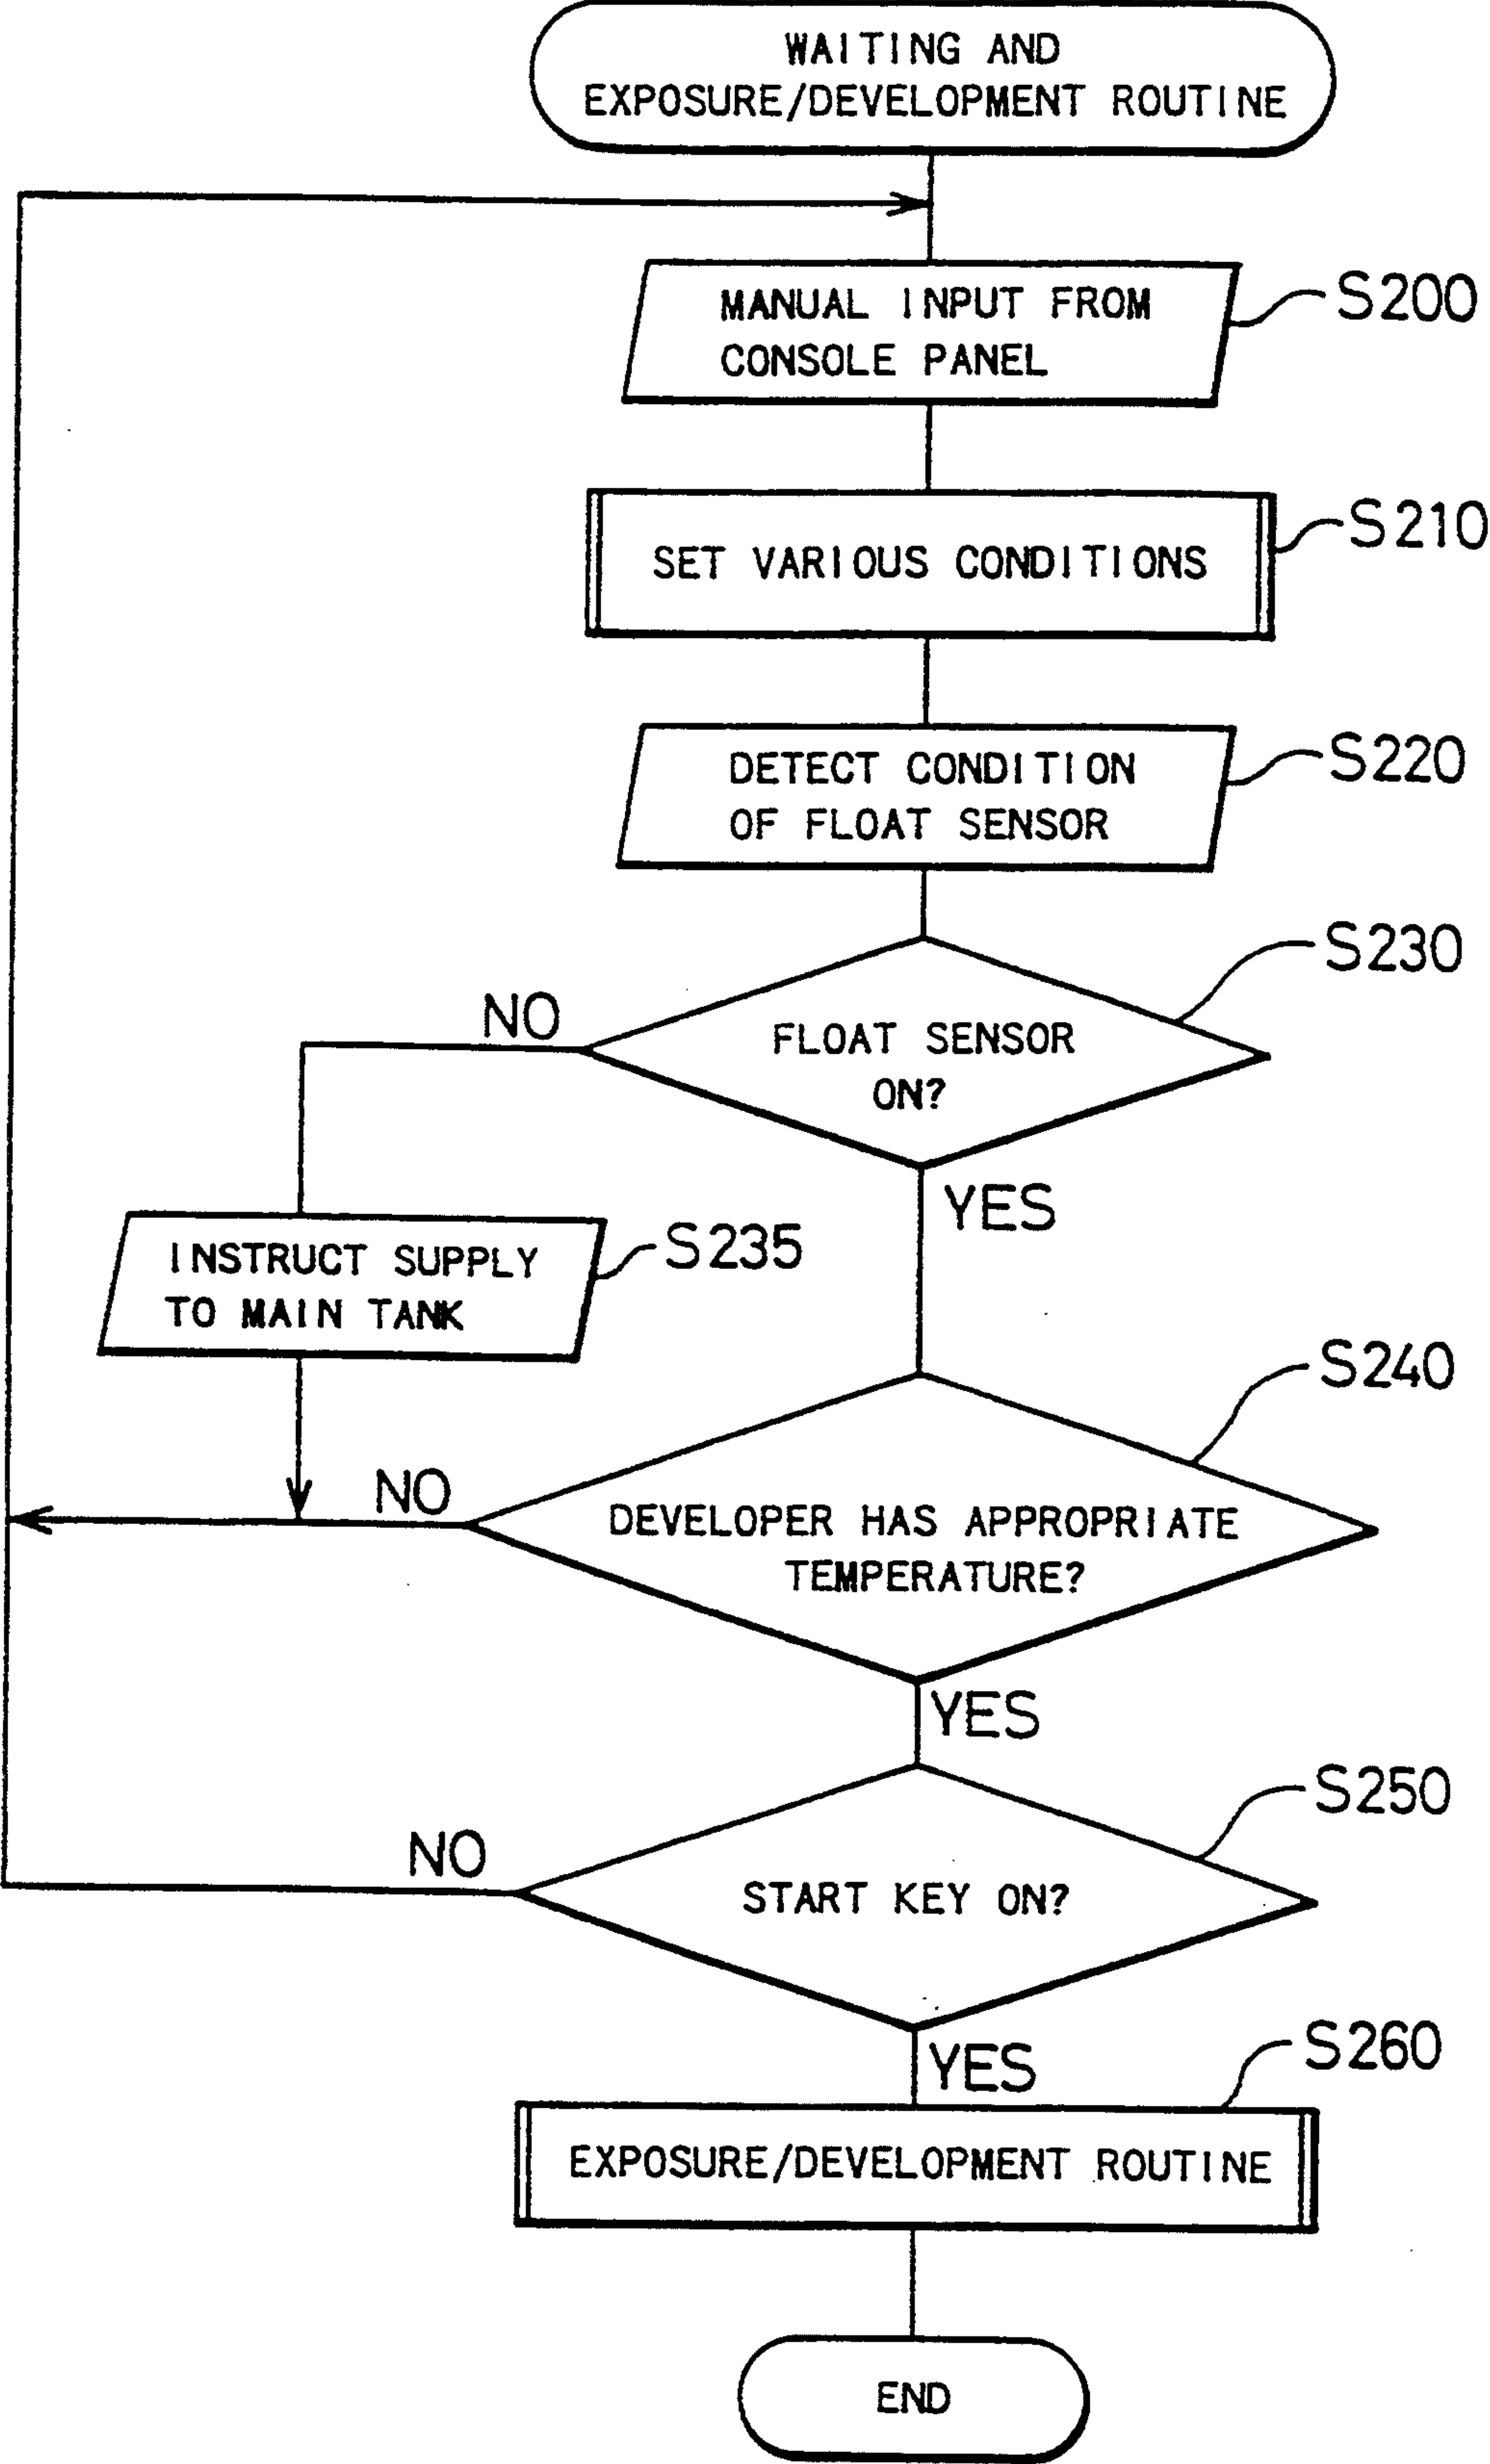 WAITING AND
EXPOSURE/DEVELOPMENT ROUTINE
MANUAL INPUT FROM
CONSOLE PANEL
S200
SET VARIOUS CONDITIONS
S210
DETECT CONDITION
OF FLOAT SENSOR
S220
FLOAT SENSOR
ON?
S230
NO
YES
INSTRUCT SUPPLY
TO MAIN TANK
S235
DEVELOPER HAS APPROPRIATE
TEMPERATURE?
S240
NO
YES
START KEY ON?
S250
NO
YES
S260
EXPOSURE/DEVELOPMENT ROUTINE
END